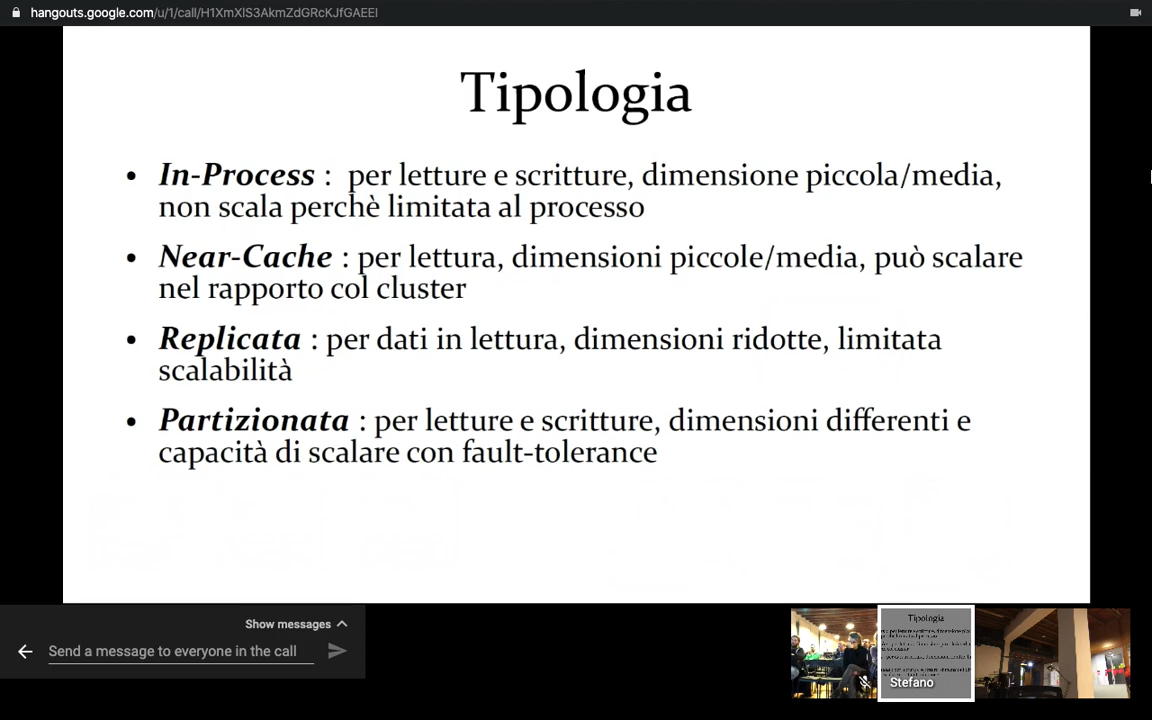 hangouts.google.com/u/1/call/H1XmXlS3AkmZdGRcKJfGAEEI
Tipologia
• In-Process : per letture e scritture, dimensione piccola/media,
non scala perchè limitata al processo
• Near-Cache : per lettura, dimensioni piccole/media, può scalare
nel rapporto col cluster
• Replicata : per dati in lettura, dimensioni ridotte, limitata
scalabilità
• Partizionata : per letture e scritture, dimensioni differenti e
capacità di scalare con fault-tolerance
Show messages
Send a message to everyone in the call
Tipologia
Stefano